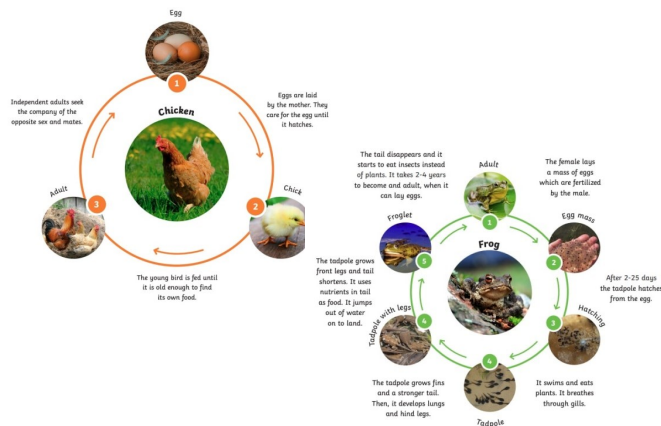 Egg
1
Eggs are laid
by the mother. They
care for the egg until
it hatches.
Independent adults seek
the company of the
opposite sex and mates.
Chicken
Adult
3
2
Chick
The young bird is fed until
it is old enough to find
its own food.
The tail disappears and it
starts to eat insects instead
of plants. It takes 2-4 years
to become and adult, when it
can lay eggs.
Adult
1
The female lays
a mass of eggs
which are fertilized
by the male.
Egg mass
2
Froglet
5
Frog
After 2-25 days
the tadpole hatches
from the egg.
The tadpole grows
front legs and tail
shortens. It uses
nutrients in tail
as food. It jumps
out of water
on to land.
Tadpole with legs
4
3
Hatching
It swims and eats
plants. It breathes
through gills.
4
Tadpole
The tadpole grows fins
and a stronger tail.
Then, it develops lungs
and hind legs.